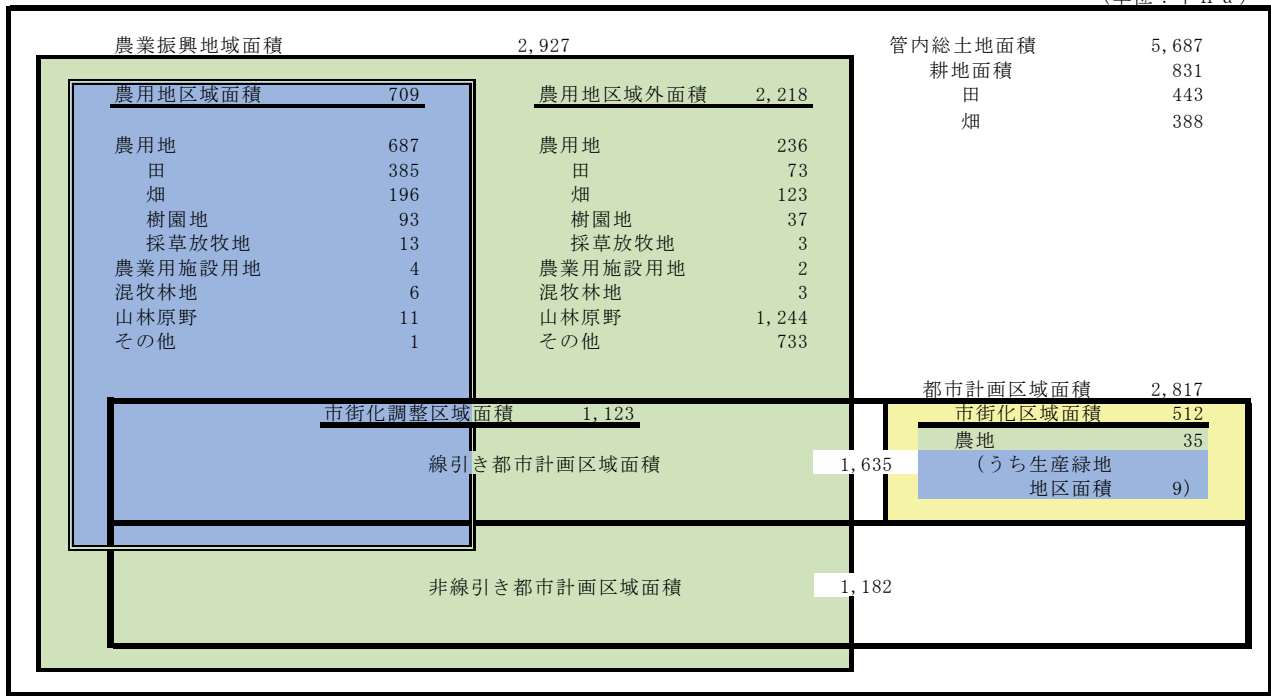 (単位:千ha)
農業振興地域面積 2,927
管内総土地面積 5,687
耕地面積 831
田 443
畑 388
農用地区域面積 709
農用地 687
田 385
畑 196
樹園地 93
採草放牧地 13
農業用施設用地 4
混牧林地 6
山林原野 11
その他 1
農用地区域外面積 2,218
農用地 236
田 73
畑 123
樹園地 37
採草放牧地 3
農業用施設用地 2
混牧林地 3
山林原野 1,244
その他 733
都市計画区域面積 2,817
市街化調整区域面積 1,123
市街化区域面積 512
農地 35
(うち生産緑地
地区面積 9)
線引き都市計画区域面積 1,635
非線引き都市計画区域面積 1,182